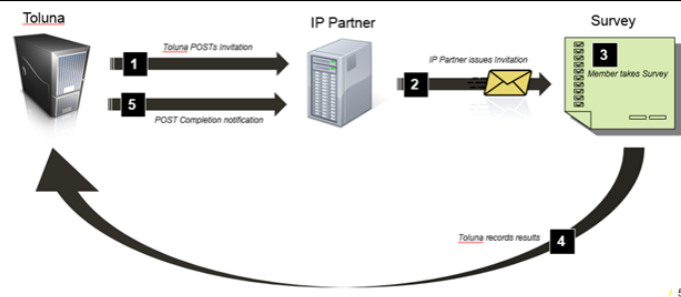 Toluna
IP Partner
Survey
1
Toluna POSTs Invitation
5
POST Completion notification
IP Partner issues Invitation
2
3
Member takes Survey
Toluna records results
4
/